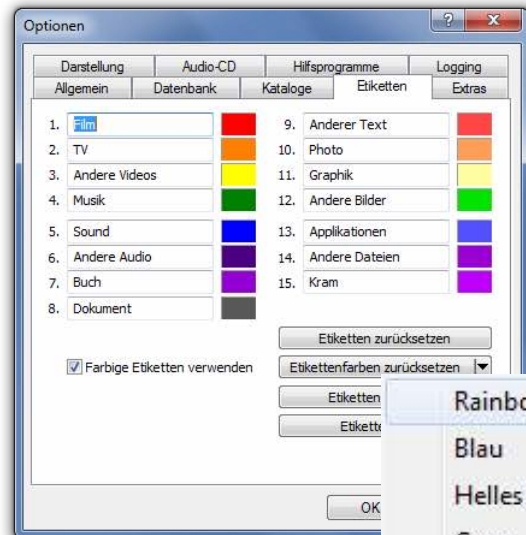 Optionen
Darstellung Audio-CD Hilfsprogramme Logging
Allgemein Datenbank Kataloge Etiketten Extras
1. Film 9. Anderer Text
2. TV 10. Photo
3. Andere Videos 11. Graphik
4. Musik 12. Andere Bilder
5. Sound 13. Applikationen
6. Andere Audio 14. Andere Dateien
7. Buch 15. Kram
8. Dokument
Etiketten zurücksetzen
Farbige Etiketten verwenden Etikettenfarben zurücksetzen
Etiketten
OK
Blau
Helles